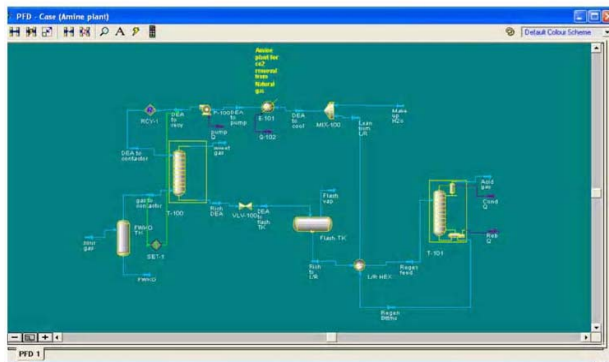 PFD - Case (Amine plant)
Default Colour Scheme
Amine
plant for
co2
removal
from
Natural
gas
RCY-1
DEA
to
recy
P-100
DEA
to
pump
E-101
DEA
to
cool
MIX-100
Make
up
H2o
pump
Q
Q-102
Lean
from
L/R
DEA to
contactor
sweet
gas
gas to
contactor
T-100
Rich
DEA
VLV-100
DEA
to
flash
TK
Flash
vap
Flash TK
Acid
gas
Cond
Q
Reb
Q
T-101
sour
gas
FWKO
TK
SET-1
FWKO
Rich
to
L/R
L/R HEX
Regen
feed
Regen
Bttms
PFD 1